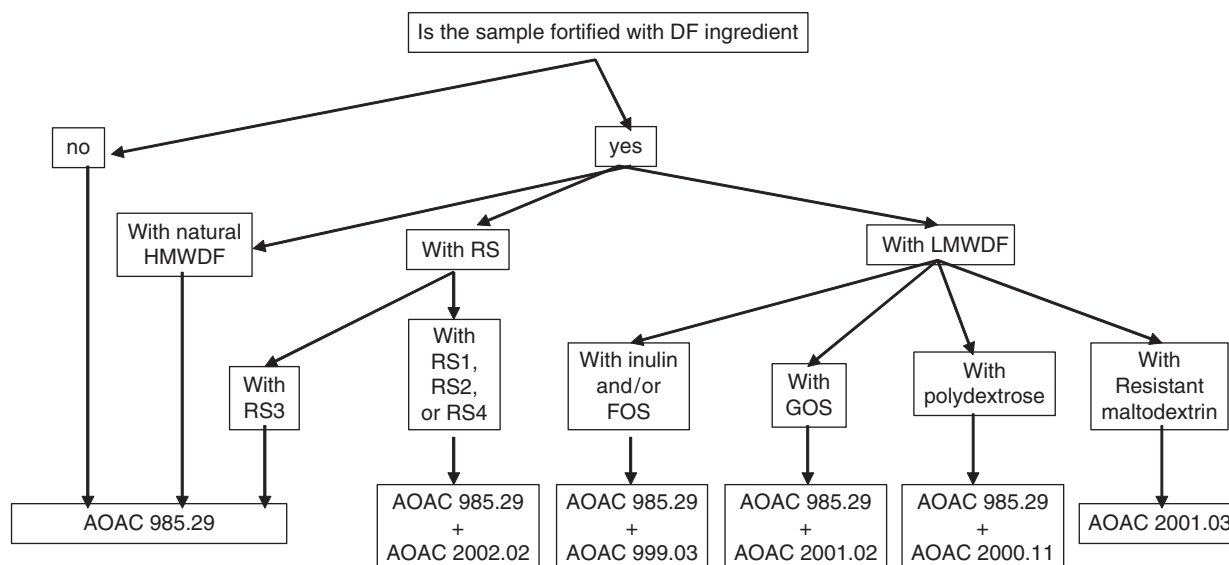 Is the sample fortified with DF ingredient
no
yes
With natural
HMWDF
With RS
With LMWDF
With
RS3
With
RS1,
RS2,
or RS4
With inulin
and/or
FOS
With
GOS
With
polydextrose
With
Resistant
maltodextrin
AOAC 985.29
AOAC 985.29
+
AOAC 2002.02
AOAC 985.29
+
AOAC 999.03
AOAC 985.29
+
AOAC 2001.02
AOAC 985.29
+
AOAC 2000.11
AOAC 2001.03